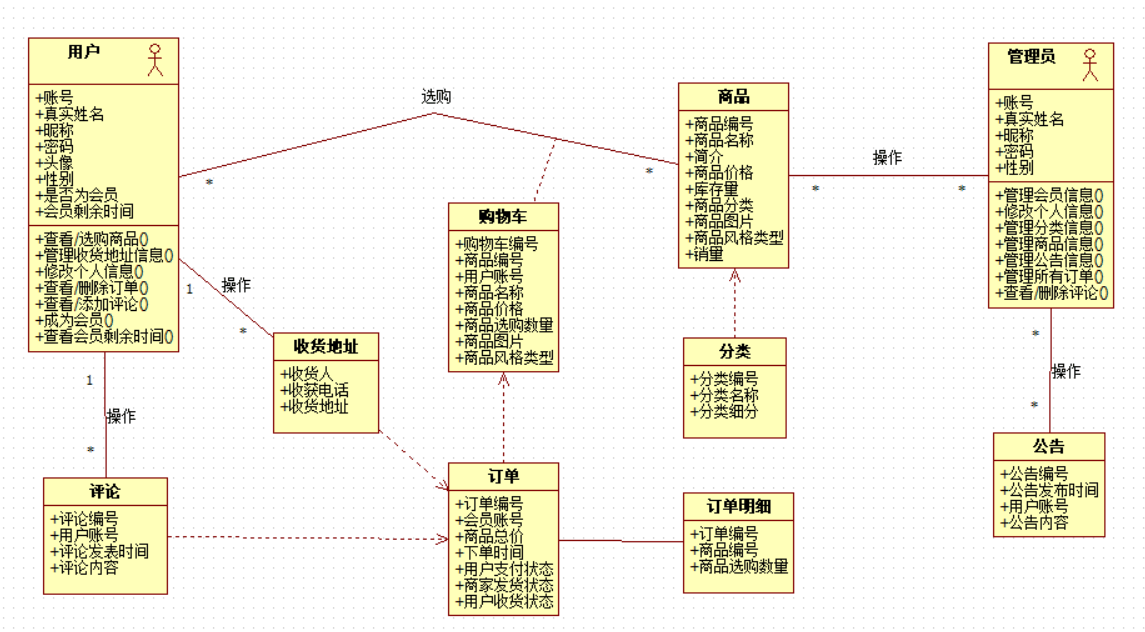 用户
+账号
+真实姓名
+昵称
+密码
+头像
+性别
+是否为会员
+会员剩余时间
+查看/选购商品()
+管理收货地址信息()
+修改个人信息()
+查看/删除订单()
+查看/添加评论()
+成为会员()
+查看会员剩余时间()
选购
*
*
商品
+商品编号
+商品名称
+简介
+商品价格
+库存量
+商品分类
+商品图片
+商品风格类型
+销量
操作
*
*
管理员
+账号
+真实姓名
+昵称
+密码
+性别
+管理会员信息()
+修改个人信息()
+管理分类信息()
+管理商品信息()
+管理公告信息()
+管理所有订单()
+查看/删除评论()
购物车
+购物车编号
+商品编号
+用户账号
+商品名称
+商品价格
+商品选购数量
+商品图片
+商品风格类型
1
操作
*
收货地址
+收货人
+收获电话
+收货地址
分类
+分类编号
+分类名称
+分类细分
*
操作
*
1
操作
*
评论
+评论编号
+用户账号
+评论发表时间
+评论内容
订单
+订单编号
+会员账号
+商品总价
+下单时间
+用户支付状态
+商家发货状态
+用户收货状态
订单明细
+订单编号
+商品编号
+商品选购数量
公告
+公告编号
+公告发布时间
+用户账号
+公告内容